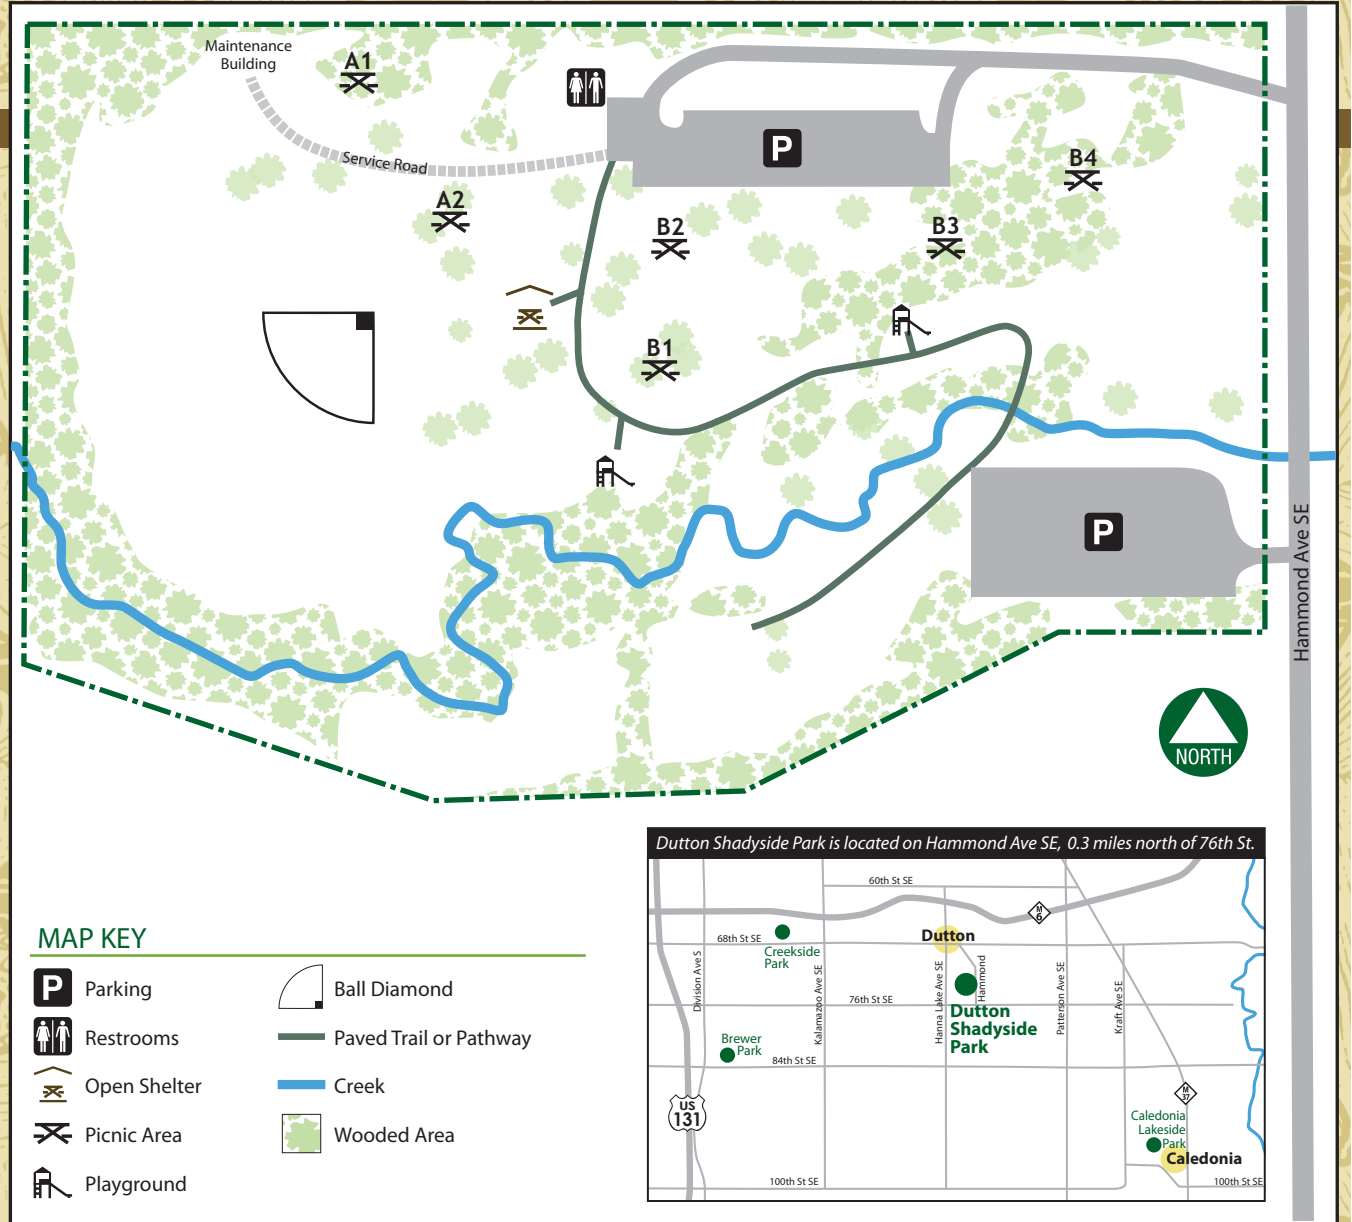 Maintenance
Building
A1
P
Service Road
A2
B2
B3
B4
B1
P
Hammond Ave SE
NORTH
Dutton Shadyside Park is located on Hammond Ave SE, 0.3 miles north of 76th St.
60th St SE
M
6
68th St SE
Dutton
Creekside
Park
Division Ave S
Kalamazoo Ave SE
Hanna Lake Ave SE
Hammond
Patterson Ave SE
Kraft Ave SE
76th St SE
Dutton
Shadyside
Park
Brewer
Park
84th St SE
US
131
M
37
Caledonia
Lakeside
Park
Caledonia
100th St SE
100th St SE
MAP KEY
P
Parking
Ball Diamond
Restrooms
Paved Trail or Pathway
Open Shelter
Creek
Picnic Area
Wooded Area
Playground